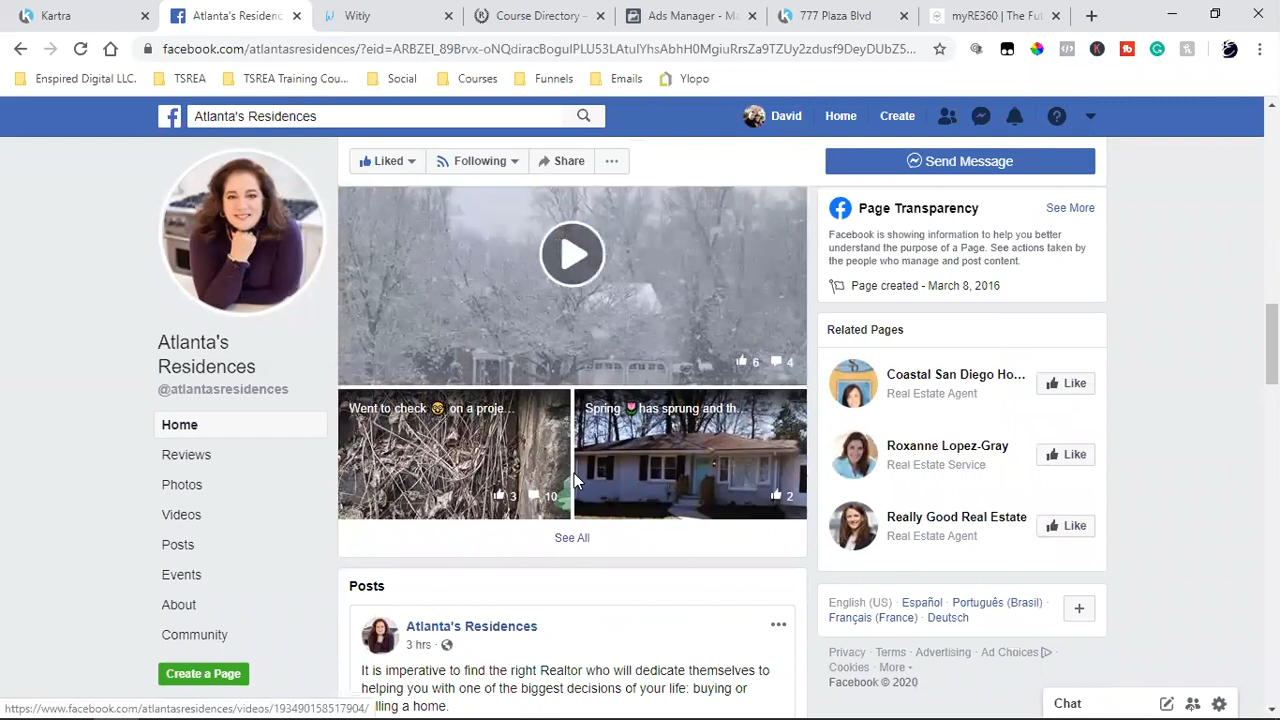 Kartra
Atlanta's Residenc
Witly
Course Directory –
Ads Manager - Ma
777 Plaza Blvd
myRE360 | The Fu
facebook.com/atlantasresidences/?eid=ARBZEI_89Brvx-oNQdiracBogulPLU53LAtulYhsAbhH0MgiuRrsZa9TZUy2zdusf9DeyDUbZ5...
Enspired Digital LLC.
TSREA
TSREA Training Cou...
Social
Courses
Funnels
Emails
Ylopo
Atlanta's Residences
David
Home
Create
Liked
Following
Share
Send Message
Atlanta's
Residences
@atlantasresidences
Home
Reviews
Photos
Videos
Posts
Events
About
Community
Create a Page
6 4
Went to check 🤠 on a proje...
3 10
Spring 🌷 has sprung and th...
2
See All
Posts
Atlanta's Residences
3 hrs ·
It is imperative to find the right Realtor who will dedicate themselves to
helping you with one of the biggest decisions of your life: buying or
lling a home.
Page Transparency
See More
Facebook is showing information to help you better
understand the purpose of a Page. See actions taken by
the people who manage and post content.
Page created - March 8, 2016
Related Pages
Coastal San Diego Ho...
Real Estate Agent
Like
Roxanne Lopez-Gray
Real Estate Service
Like
Really Good Real Estate
Real Estate Agent
Like
English (US) · Español · Português (Brasil) ·
Français (France) · Deutsch
Privacy · Terms · Advertising · Ad Choices ·
Cookies · More
Facebook © 2020
Chat
https://www.facebook.com/atlantasresidences/videos/193490158517904/